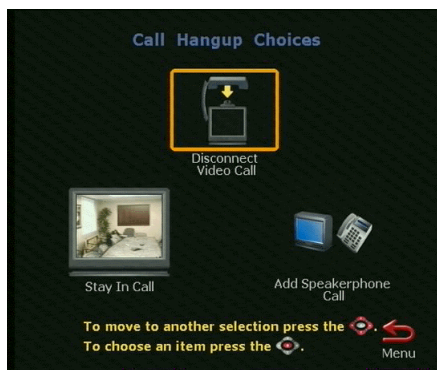 Call Hangup Choices
Disconnect
Video Call
Stay In Call
Add Speakerphone
Call
To move to another selection press the .
To choose an item press the .
Menu